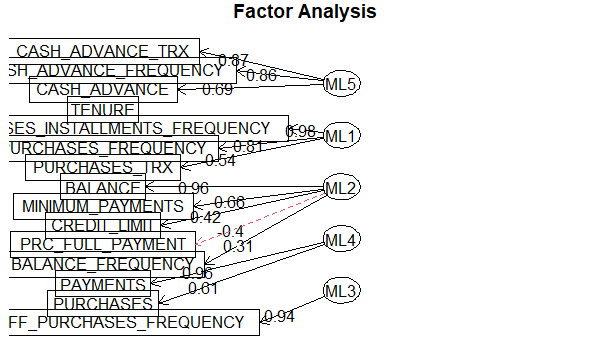 Factor Analysis
CASH_ADVANCE_TRX
0.87
SH_ADVANCE_FREQUENCY
0.86
CASH_ADVANCE
0.69
ML5
TENURE
SES_INSTALLMENTS_FREQUENCY
0.98
ML1
PURCHASES_FREQUENCY
0.81
PURCHASES_TRX
0.54
BALANCE
0.96
ML2
MINIMUM_PAYMENTS
0.66
CREDIT_LIMIT
0.42
PRC_FULL_PAYMENT
-0.4
ML4
BALANCE_FREQUENCY
0.31
PAYMENTS
0.96
PURCHASES
0.61
ML3
FF_PURCHASES_FREQUENCY
0.94